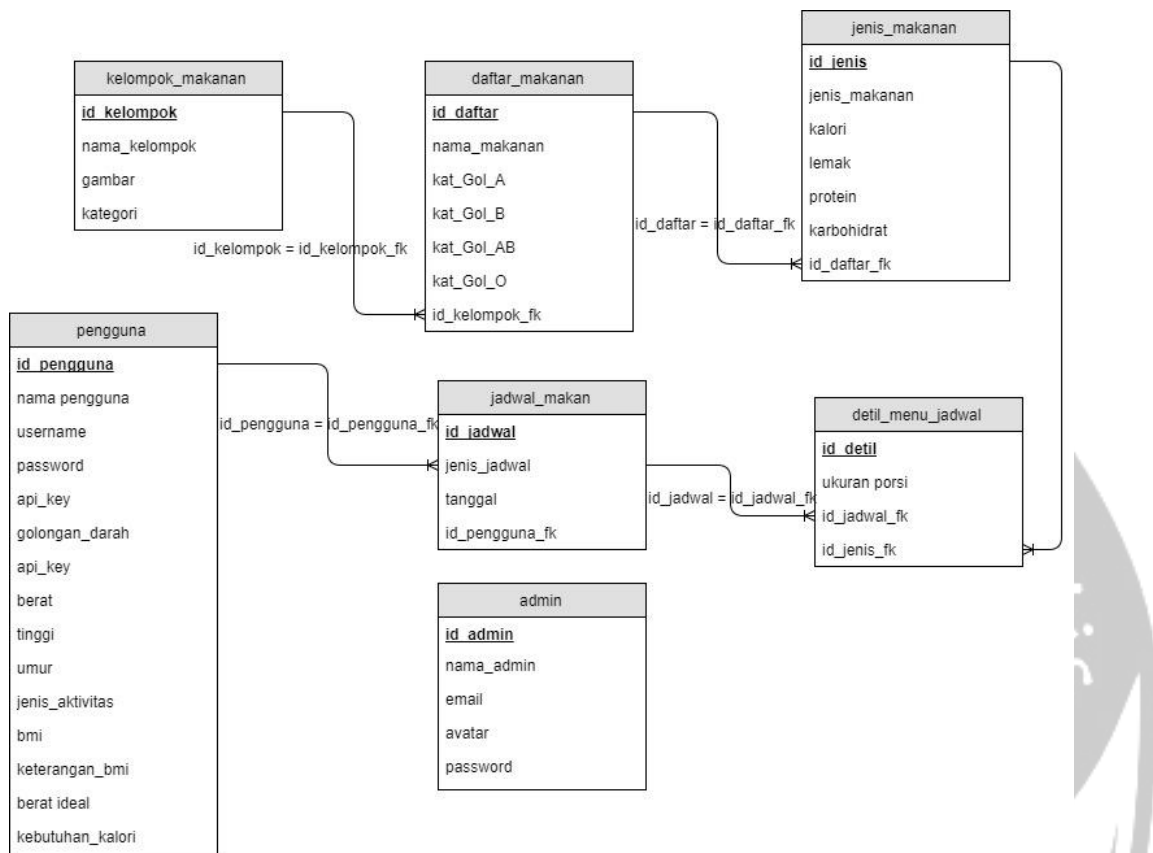 kelompok_makanan
id_kelompok
nama_kelompok
gambar
kategori
daftar_makanan
id_daftar
nama_makanan
kat_Gol_A
kat_Gol_B
kat_Gol_AB
kat_Gol_O
id_kelompok_fk
jenis_makanan
id_jenis
jenis_makanan
kalori
lemak
protein
karbohidrat
id_daftar_fk
id_kelompok = id_kelompok_fk
id_daftar = id_daftar_fk
pengguna
id_pengguna
nama pengguna
username
password
api_key
golongan_darah
api_key
berat
tinggi
umur
jenis_aktivitas
bmi
keterangan_bmi
berat ideal
kebutuhan_kalori
id_pengguna = id_pengguna_fk
jadwal_makan
id_jadwal
jenis_jadwal
tanggal
id_pengguna_fk
id_jadwal = id_jadwal_fk
detil_menu_jadwal
id_detil
ukuran porsi
id_jadwal_fk
id_jenis_fk
admin
id_admin
nama_admin
email
avatar
password